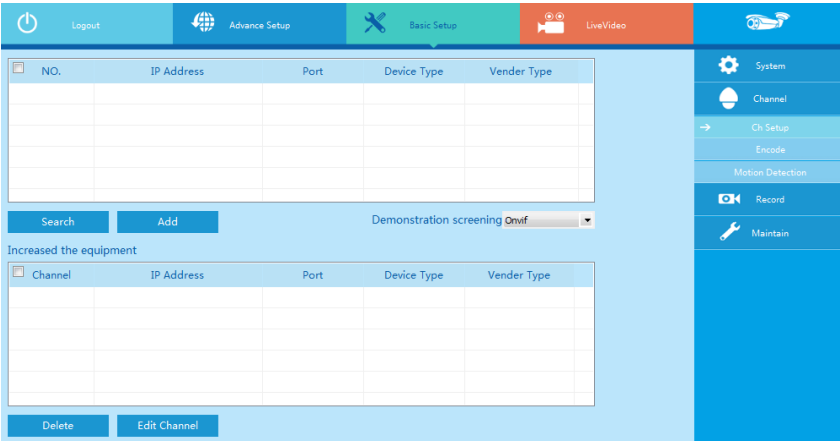 Logout Advance Setup Basic Setup LiveVideo
NO. IP Address Port Device Type Vender Type
Search Add Demonstration screening Onvif
Increased the equipment
Channel IP Address Port Device Type Vender Type
Delete Edit Channel
System
Channel
Ch Setup
Encode
Motion Detection
Record
Maintain